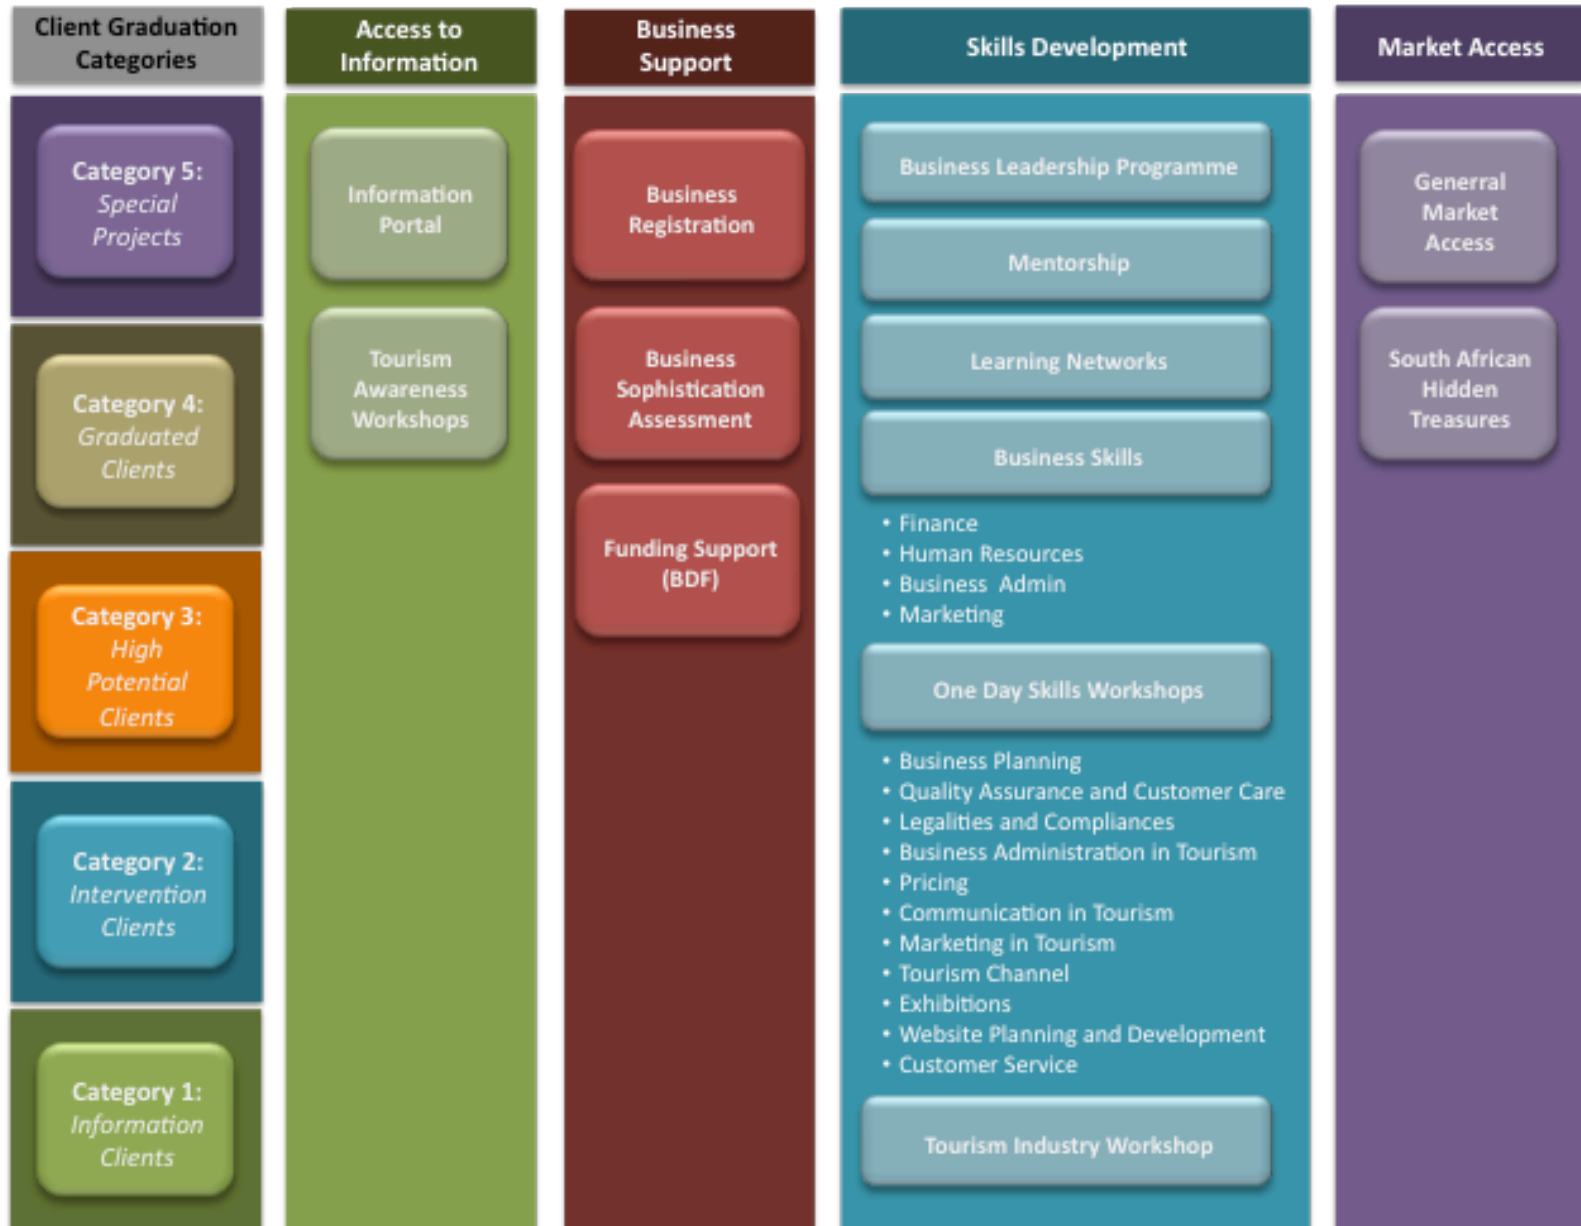 Client Graduation
Categories
Category 5:
Special
Projects
Category 4:
Graduated
Clients
Category 3:
High
Potential
Clients
Category 2:
Intervention
Clients
Category 1:
Information
Clients
Access to
Information
Information
Portal
Tourism
Awareness
Workshops
Business
Support
Business
Registration
Business
Sophistication
Assessment
Funding Support
(BDF)
Skills Development
Business Leadership Programme
Mentorship
Learning Networks
Business Skills
• Finance
• Human Resources
• Business Admin
• Marketing
One Day Skills Workshops
• Business Planning
• Quality Assurance and Customer Care
• Legalities and Compliances
• Business Administration in Tourism
• Pricing
• Communication in Tourism
• Marketing in Tourism
• Tourism Channel
• Exhibitions
• Website Planning and Development
• Customer Service
Tourism Industry Workshop
Market Access
Generral
Market
Access
South African
Hidden
Treasures